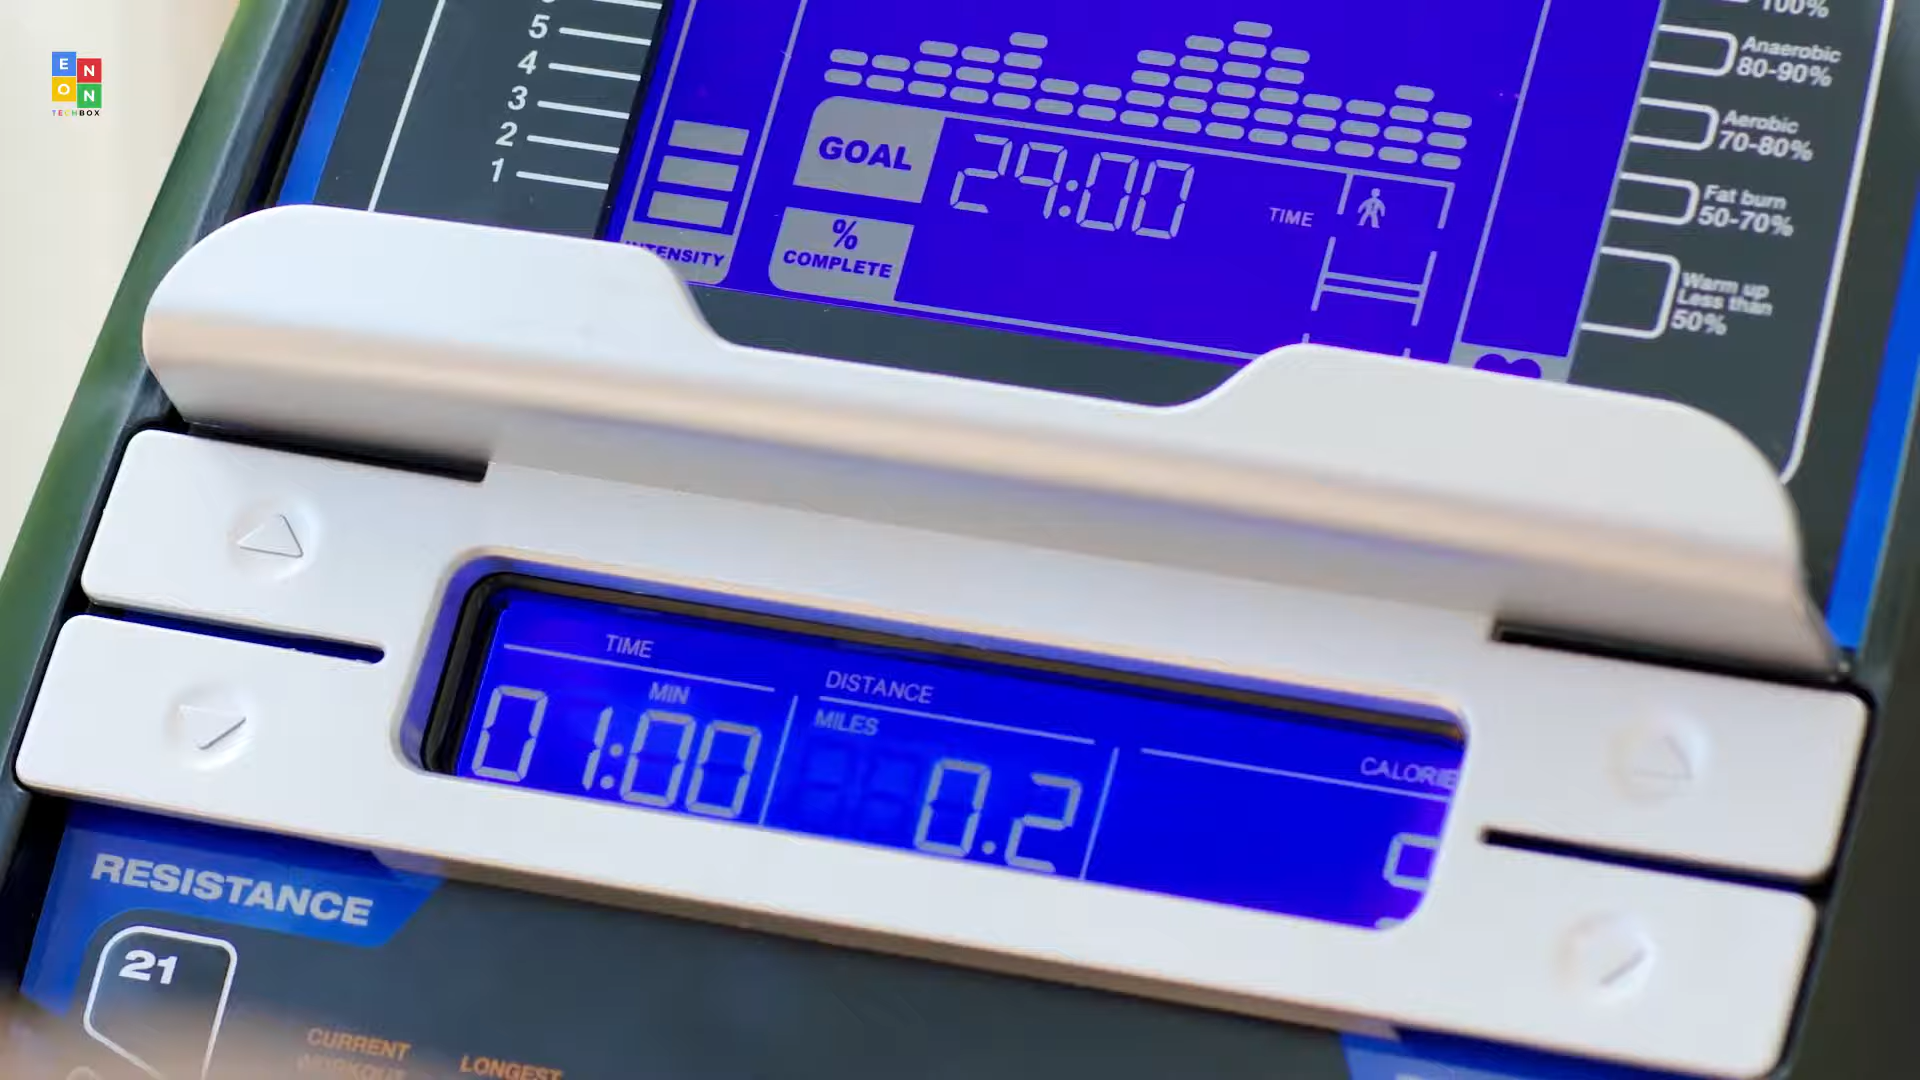 E N
O N
TECHBOX
5
4
3
2
1
INTENSITY
GOAL
29:00
TIME
%
COMPLETE
100%
Anaerobic
80-90%
Aerobic
70-80%
Fat burn
50-70%
Warm up
Less than
50%
TIME
MIN
01:00
DISTANCE
MILES
0.2
CALORIE
RESISTANCE
21
CURRENT
WORKOUT
LONGEST